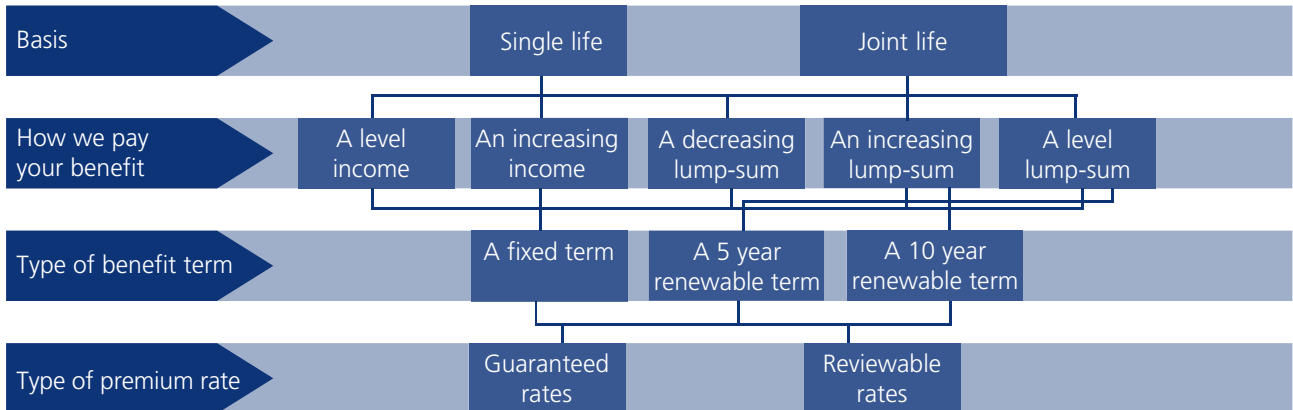 Basis
Single life
Joint life
How we pay
your benefit
A level
income
An increasing
income
A decreasing
lump-sum
An increasing
lump-sum
A level
lump-sum
Type of benefit term
A fixed term
A 5 year
renewable term
A 10 year
renewable term
Type of premium rate
Guaranteed
rates
Reviewable
rates